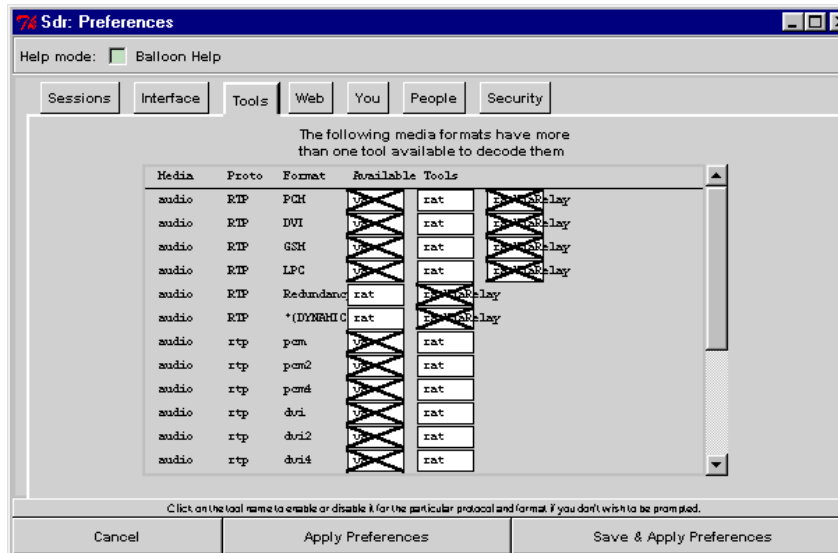 Sdr: Preferences
Help mode: Balloon Help
Sessions Interface Tools Web You People Security
The following media formats have more
than one tool available to decode them
Media Proto Format Available Tools
audio RTP PCM rat
audio RTP DVI rat
audio RTP GSM rat
audio RTP LPC rat
audio RTP Redundanc rat
audio RTP *(DYNAMIC rat
audio rtp pcm rat
audio rtp pcm2 rat
audio rtp pcm4 rat
audio rtp dvi rat
audio rtp dvi2 rat
audio rtp dvi4 rat
Click on the tool name to enable or disable it for the particular protocol and format if you don't wish to be prompted.
Cancel Apply Preferences Save & Apply Preferences